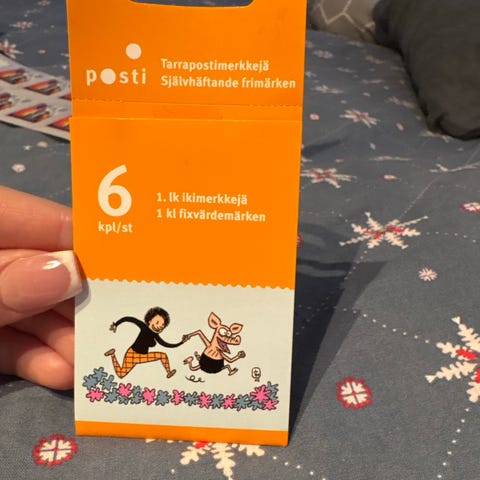 posti
Tarrapostimerkkejä
Självhäftande frimärken
6
kpl/st
1. lk ikimerkkejä
1 kl fixvärdemärken